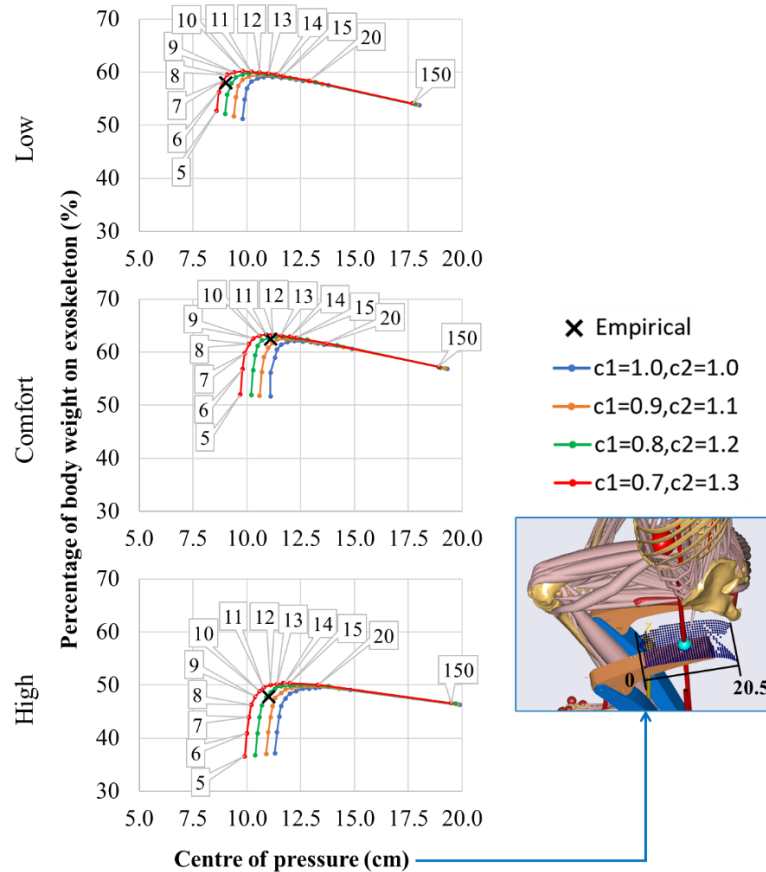 Percentage of body weight on exoskeleton (%)
Low
70
60
50
40
30
5.0 7.5 10.0 12.5 15.0 17.5 20.0
10 11 12 13 14 15 20 150
9
8
7
6
5
Comfort
70
60
50
40
30
5.0 7.5 10.0 12.5 15.0 17.5 20.0
10 11 12 13 14 15 20 150
9
8
7
6
5
High
70
60
50
40
30
5.0 7.5 10.0 12.5 15.0 17.5 20.0
11 12 13 14 15 20 150
10
9
8
7
6
5
Centre of pressure (cm)
Empirical
c1=1.0,c2=1.0
c1=0.9,c2=1.1
c1=0.8,c2=1.2
c1=0.7,c2=1.3
Z
0
20.5